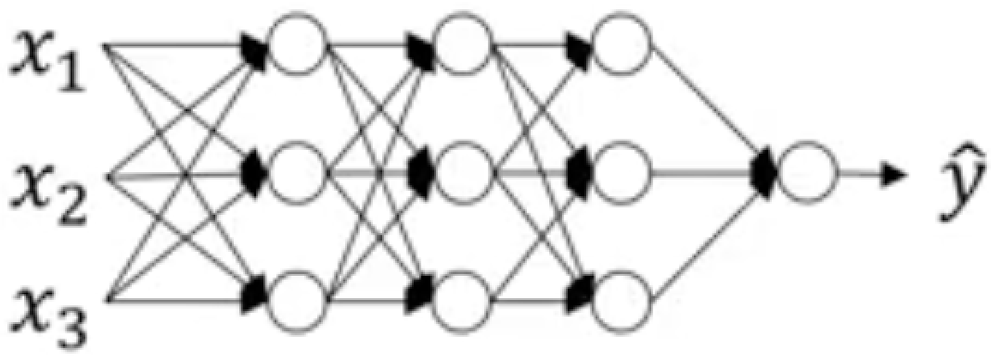 x₁
x₂
x₃
ŷ